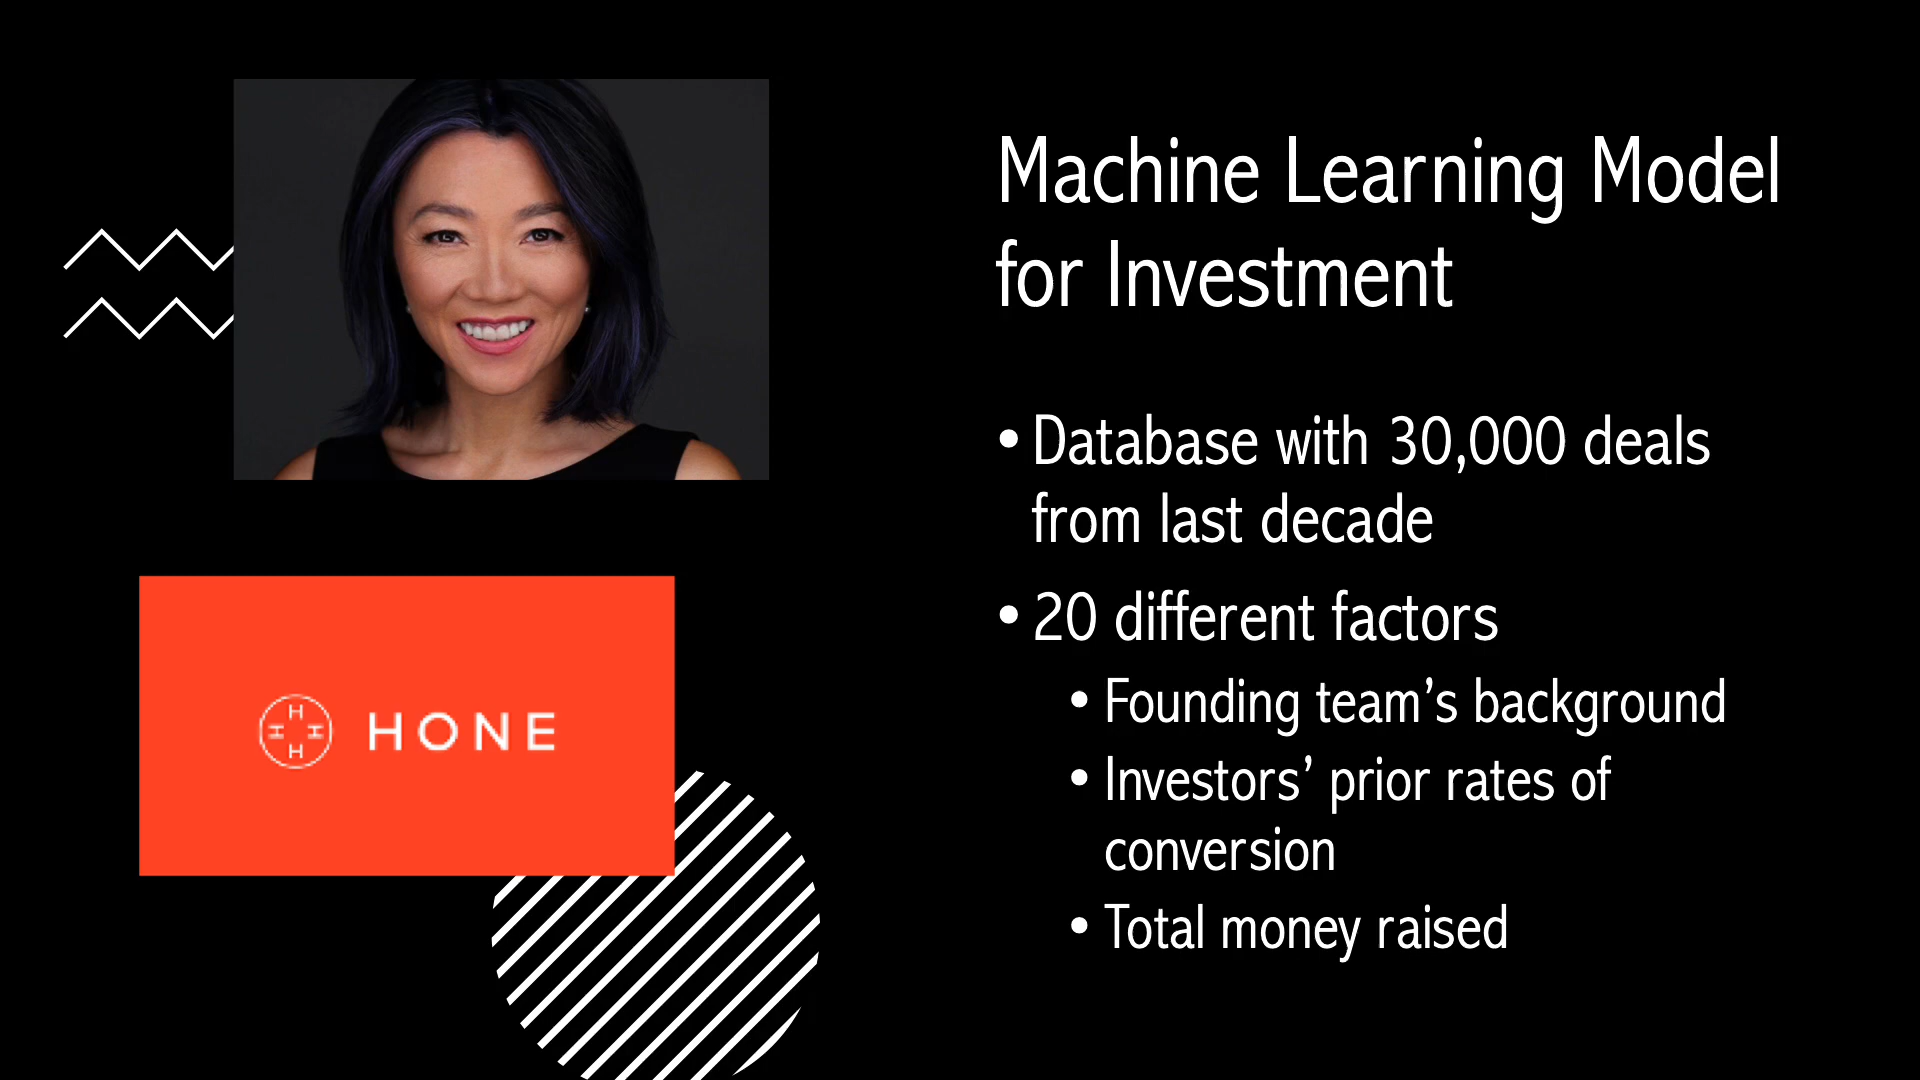 Machine Learning Model
for Investment
• Database with 30,000 deals
from last decade
• 20 different factors
• Founding team’s background
• Investors’ prior rates of
conversion
• Total money raised
H
H H
H
HONE